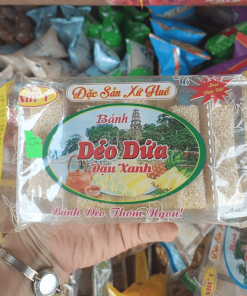 Đặc Sản Xứ Huế
Bánh
Dẻo Dừa
Đậu Xanh
Bánh Dẻo Thơm Ngon!